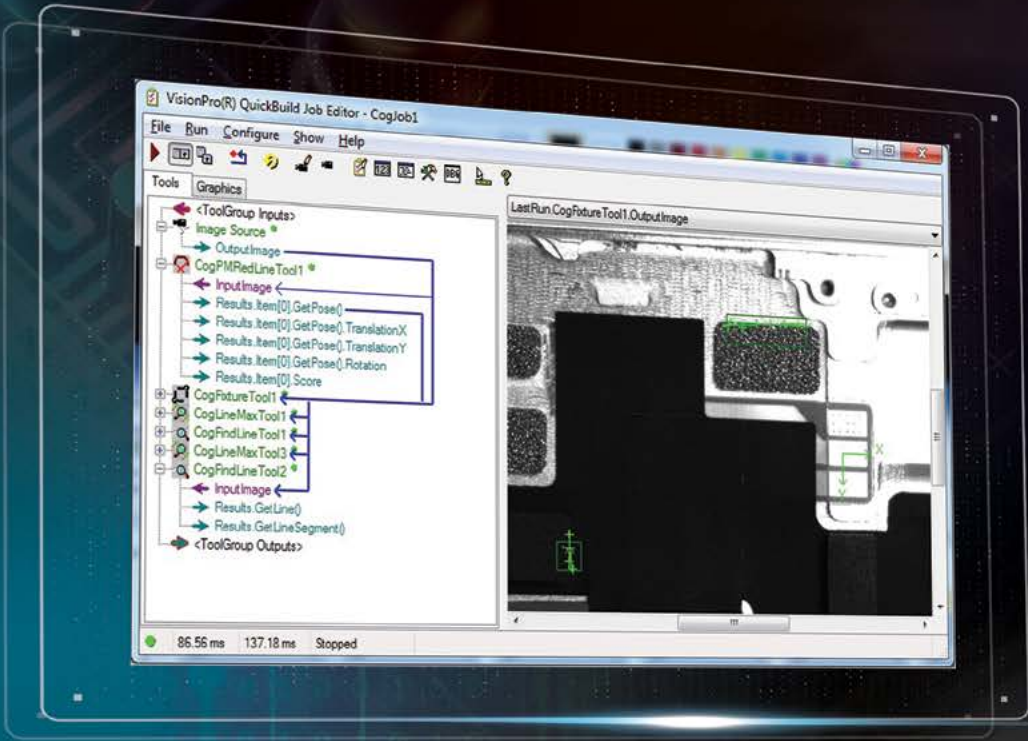 VisionPro(R) QuickBuild Job Editor - CogJob1
File Run Configure Show Help
Tools Graphics
<ToolGroup Inputs>
Image Source
OutputImage
CogPMRedLineTool1
InputImage
Results.Item[0].GetPose()
Results.Item[0].GetPose().TranslationX
Results.Item[0].GetPose().TranslationY
Results.Item[0].GetPose().Rotation
Results.Item[0].Score
CogFixtureTool1
CogLineMaxTool1
CogFindLineTool1
CogLineMaxTool3
CogFindLineTool2
InputImage
Results.GetLine()
Results.GetLineSegment()
<ToolGroup Outputs>
LastRun.CogFixtureTool1.OutputImage
X
Y
86.56 ms 137.18 ms Stopped